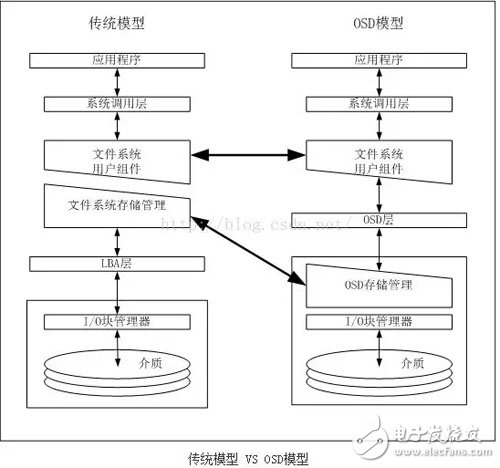 传统模型
OSD模型
应用程序
应用程序
系统调用层
系统调用层
文件系统
用户组件
文件系统
用户组件
文件系统存储管理
http://blog.csdn.net/
OSD层
LBA层
OSD存储管理
I/O块管理器
I/O块管理器
介质
介质
电子发烧友
www.elecfans.com
传统模型 VS OSD模型